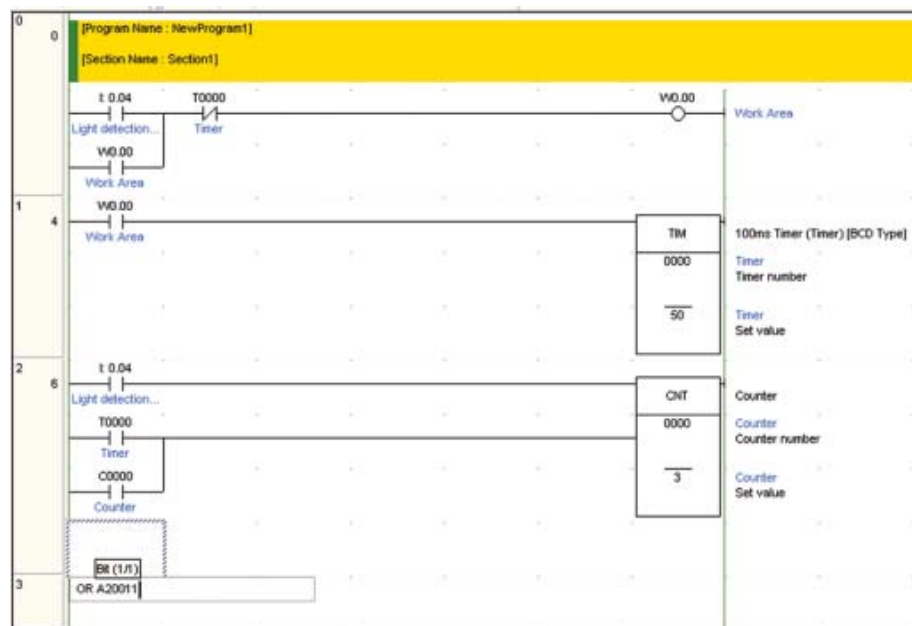 0
0
[Program Name : NewProgram1]
[Section Name : Section1]
I: 0.04
T0000
W0.00
Light detection...
Timer
Work Area
W0.00
Work Area
1
4
W0.00
Work Area
TIM
100ms Timer (Timer) [BCD Type]
0000
Timer
Timer number
50
Timer
Set value
2
6
I: 0.04
Light detection...
CNT
Counter
T0000
Timer
0000
Counter
Counter number
C0000
Counter
3
Counter
Set value
Bit (1/1)
3
OR A20011